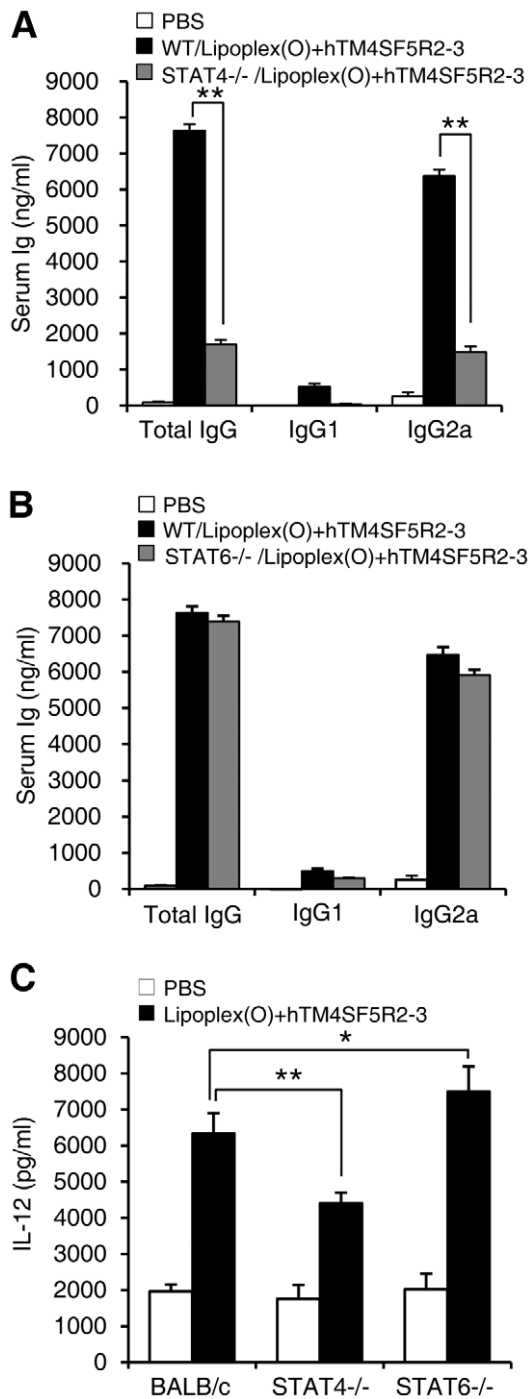 A
PBS
WT/Lipoplex(O)+hTM4SF5R2-3
STAT4-/- /Lipoplex(O)+hTM4SF5R2-3
9000
8000
7000
6000
5000
4000
3000
2000
1000
0
Serum Ig (ng/ml)
**
**
Total IgG IgG1 IgG2a
B
PBS
WT/Lipoplex(O)+hTM4SF5R2-3
STAT6-/- /Lipoplex(O)+hTM4SF5R2-3
9000
8000
7000
6000
5000
4000
3000
2000
1000
0
Serum Ig (ng/ml)
Total IgG IgG1 IgG2a
C
PBS
Lipoplex(O)+hTM4SF5R2-3
9000
8000
7000
6000
5000
4000
3000
2000
1000
0
IL-12 (pg/ml)
*
**
BALB/c STAT4-/- STAT6-/-